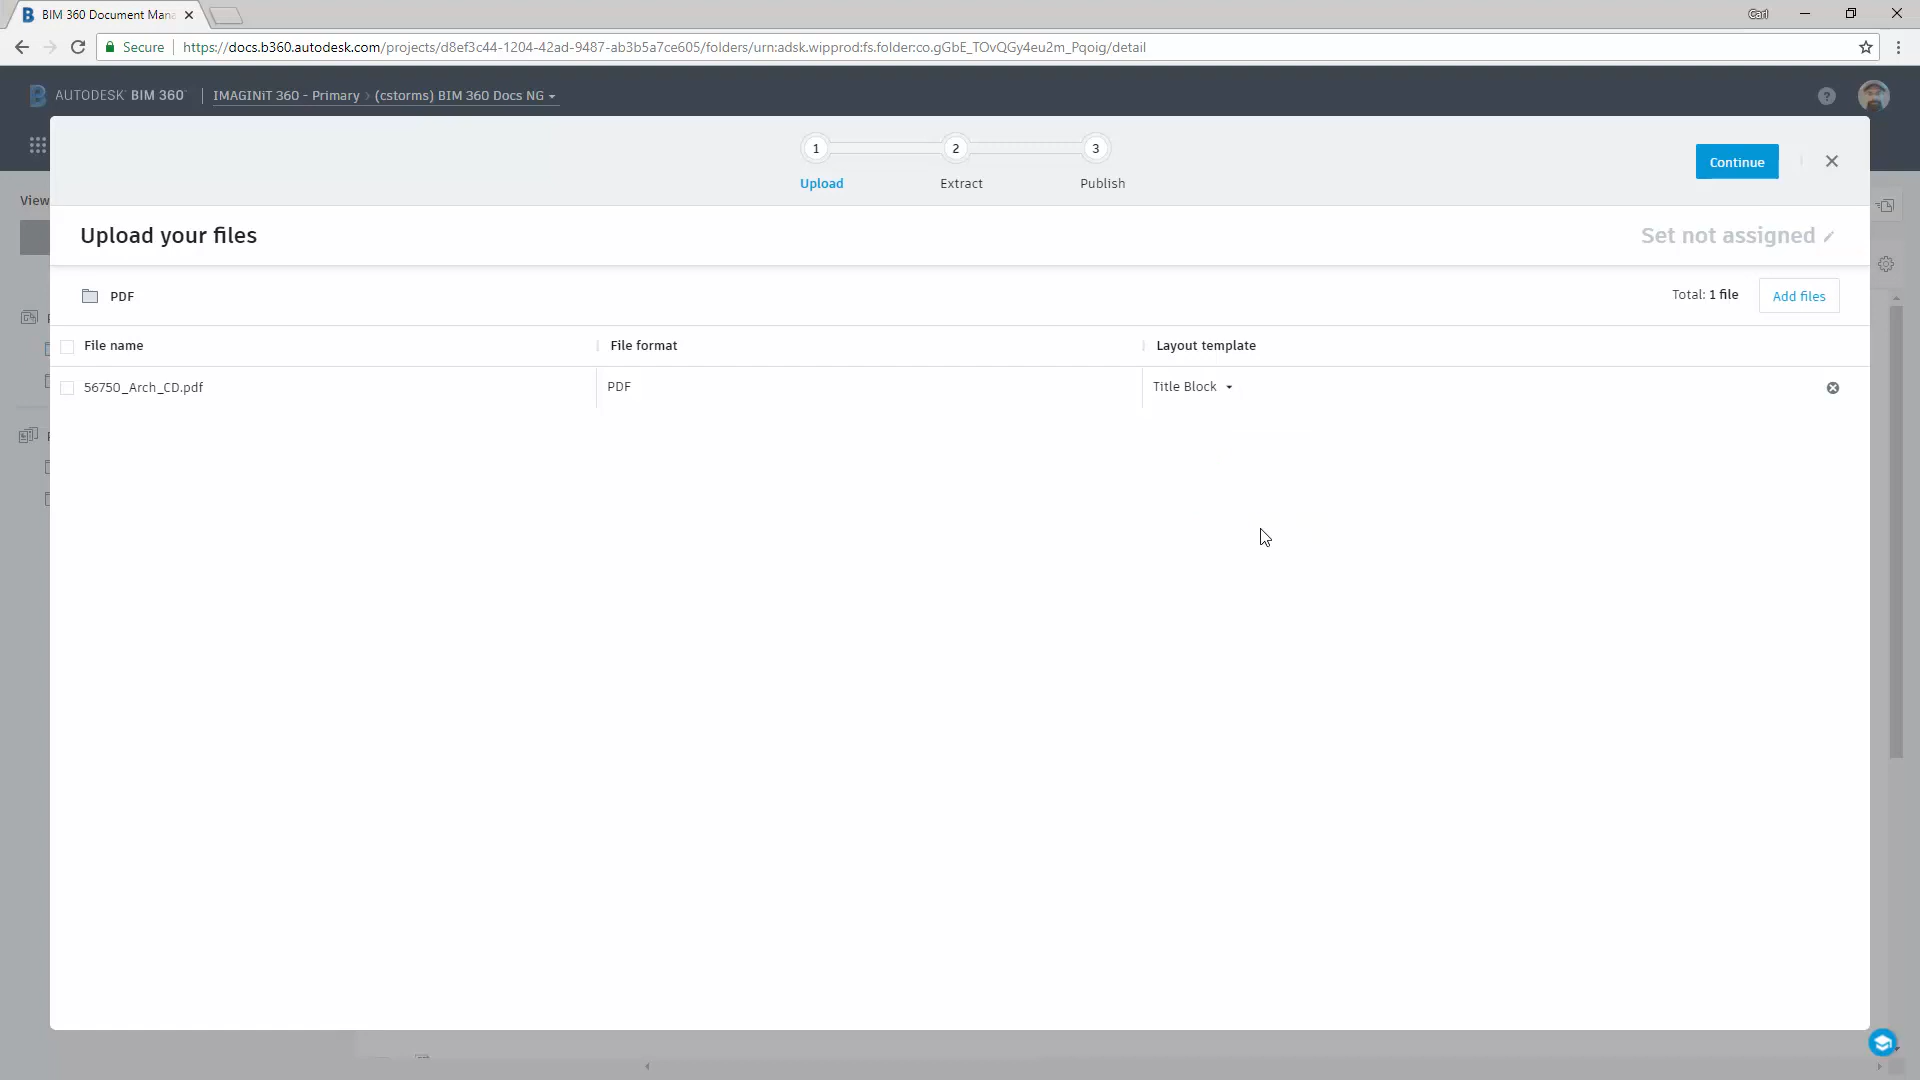 BIM 360 Document Mana
Carl
Secure
https://docs.b360.autodesk.com/projects/d8ef3c44-1204-42ad-9487-ab3b5a7ce605/folders/urn:adsk.wipprod:fs.folder:co.gGbE_TOvQGy4eu2m_Pqoig/detail
AUTODESK BIM 360
IMAGINiT 360 - Primary > (cstorms) BIM 360 Docs NG
?
1
2
3
Continue
Upload
Extract
Publish
View
Upload your files
Set not assigned
PDF
Total: 1 file
Add files
File name
File format
Layout template
56750_Arch_CD.pdf
PDF
Title Block